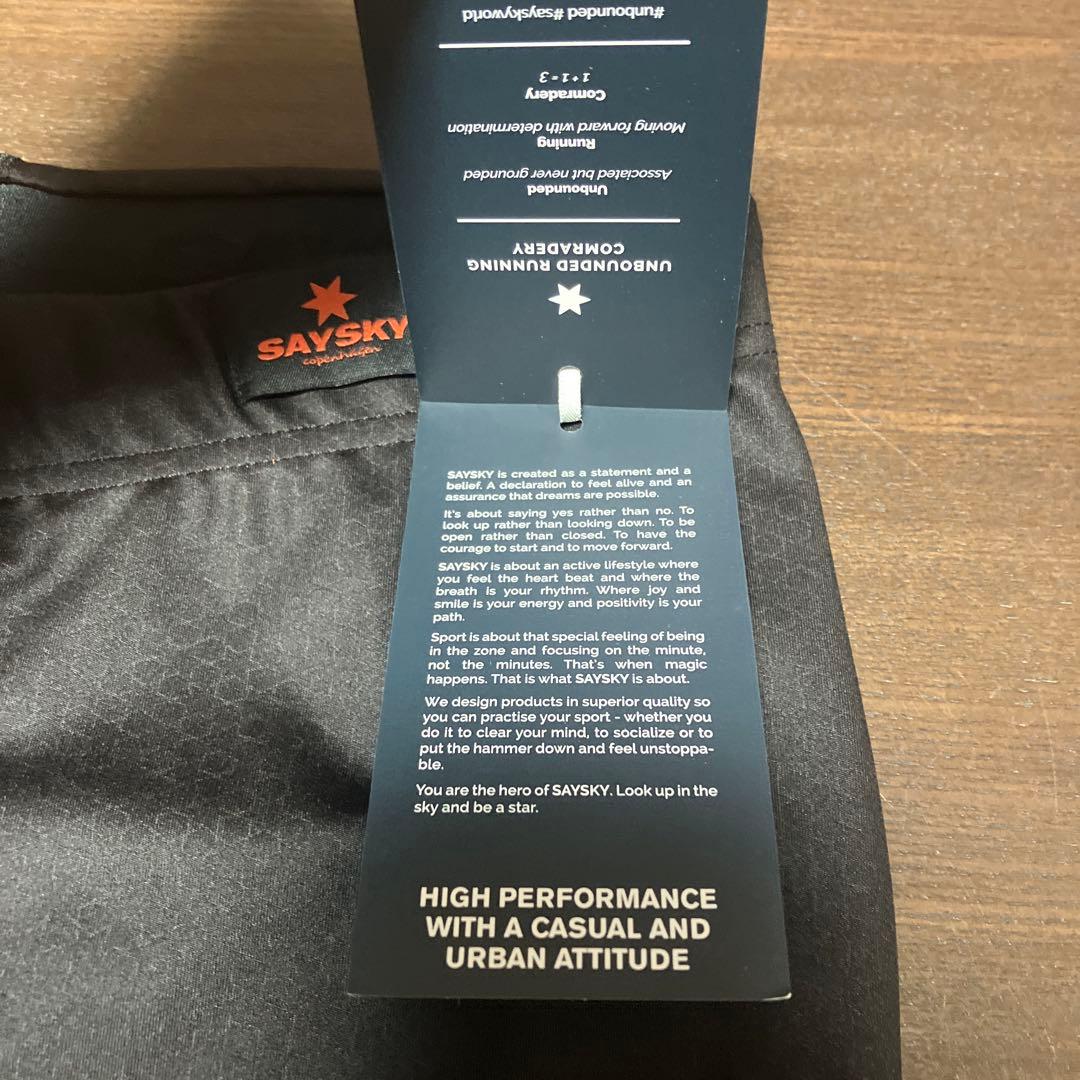 #unbounded #sayskyworld
1+1=3
Comradery
Moving forward with determination
Running
Associated but never grounded
Unbounded
UNBOUNDED RUNNING
COMRADERY
SAYSKY
copenhagen
SAYSKY is created as a statement and a
belief. A declaration to feel alive and an
assurance that dreams are possible.
It's about saying yes rather than no. To
look up rather than looking down. To be
open rather than closed. To have the
courage to start and to move forward.
SAYSKY is about an active lifestyle where
you feel the heart beat and where the
breath is your rhythm. Where joy and
smile is your energy and positivity is your
path.
Sport is about that special feeling of being
in the zone and focusing on the minute,
not the minutes. That's when magic
happens. That is what SAYSKY is about.
We design products in superior quality so
you can practise your sport - whether you
do it to clear your mind, to socialize or to
put the hammer down and feel unstoppa-
ble.
You are the hero of SAYSKY. Look up in the
sky and be a star.
HIGH PERFORMANCE
WITH A CASUAL AND
URBAN ATTITUDE